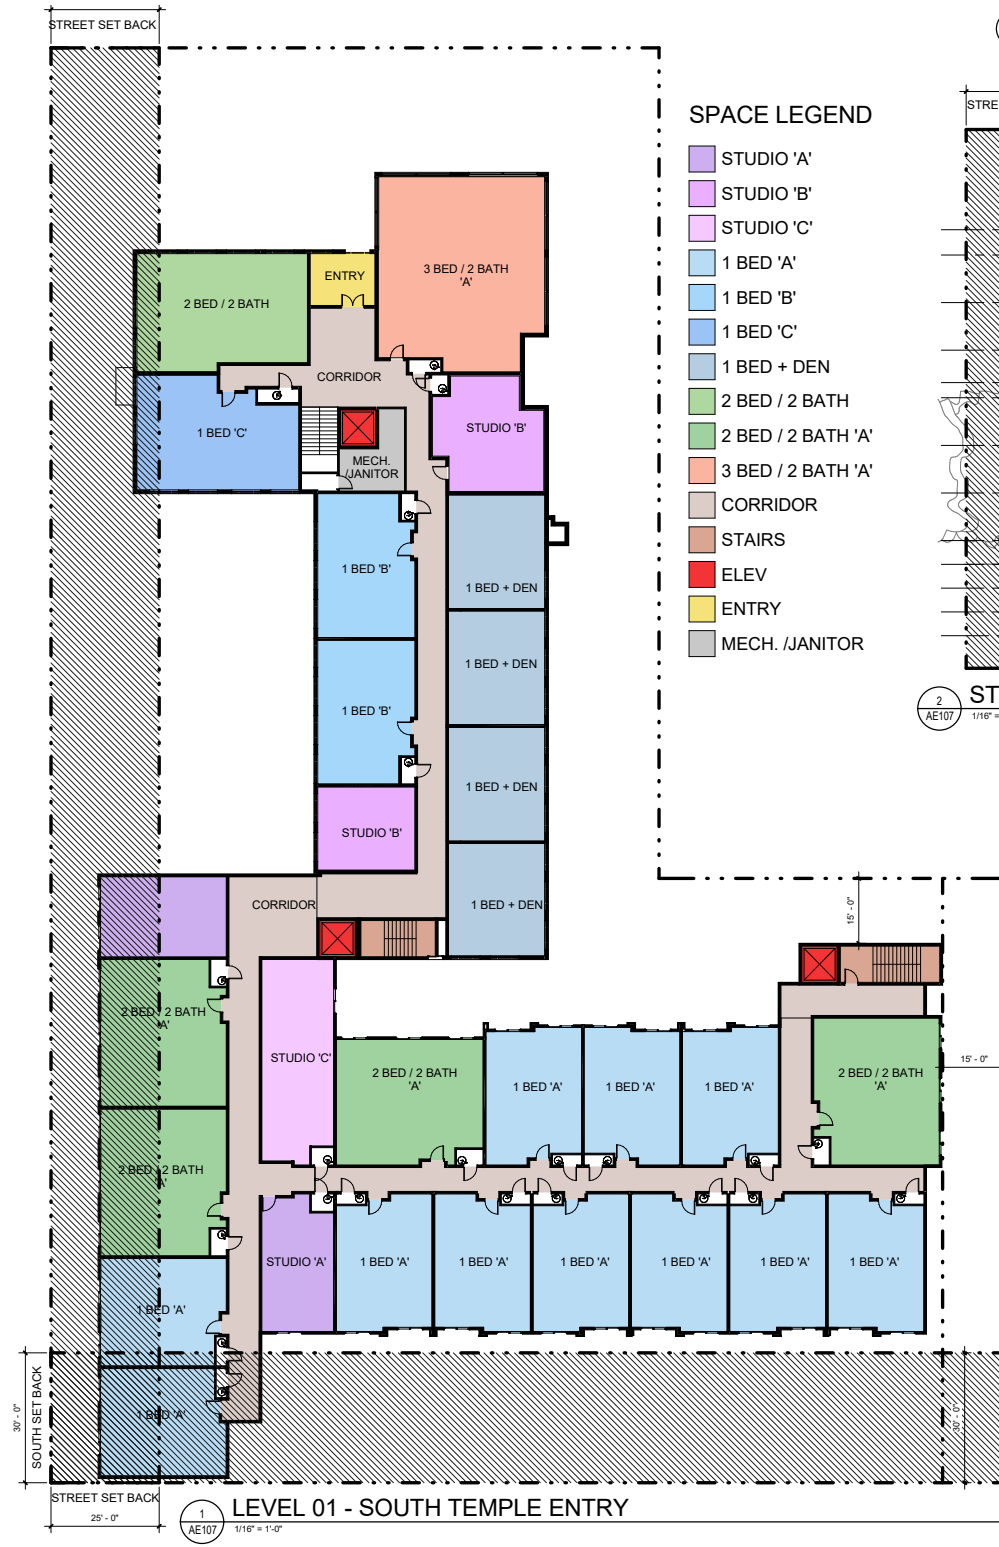 STREET SET BACK
STRE
SPACE LEGEND
STUDIO 'A'
STUDIO 'B'
STUDIO 'C'
1 BED 'A'
1 BED 'B'
1 BED 'C'
1 BED + DEN
2 BED / 2 BATH
2 BED / 2 BATH 'A'
3 BED / 2 BATH 'A'
CORRIDOR
STAIRS
ELEV
ENTRY
MECH. /JANITOR
2
AE107
ST
1/16" =
3 BED / 2 BATH
'A'
ENTRY
2 BED / 2 BATH
CORRIDOR
1 BED 'C'
STUDIO 'B'
MECH.
/JANITOR
1 BED 'B'
1 BED + DEN
1 BED + DEN
1 BED 'B'
1 BED + DEN
STUDIO 'B'
1 BED + DEN
CORRIDOR
15' - 0"
2 BED / 2 BATH
'A'
STUDIO 'C'
2 BED / 2 BATH
'A'
1 BED 'A'
1 BED 'A'
1 BED 'A'
2 BED / 2 BATH
'A'
15' - 0"
2 BED / 2 BATH
'A'
STUDIO 'A'
1 BED 'A'
1 BED 'A'
1 BED 'A'
1 BED 'A'
1 BED 'A'
1 BED 'A'
1 BED 'A'
1 BED 'A'
30' - 0"
SOUTH SET BACK
30' - 0"
STREET SET BACK
25' - 0"
1
AE107
LEVEL 01 - SOUTH TEMPLE ENTRY
1/16" = 1'-0"